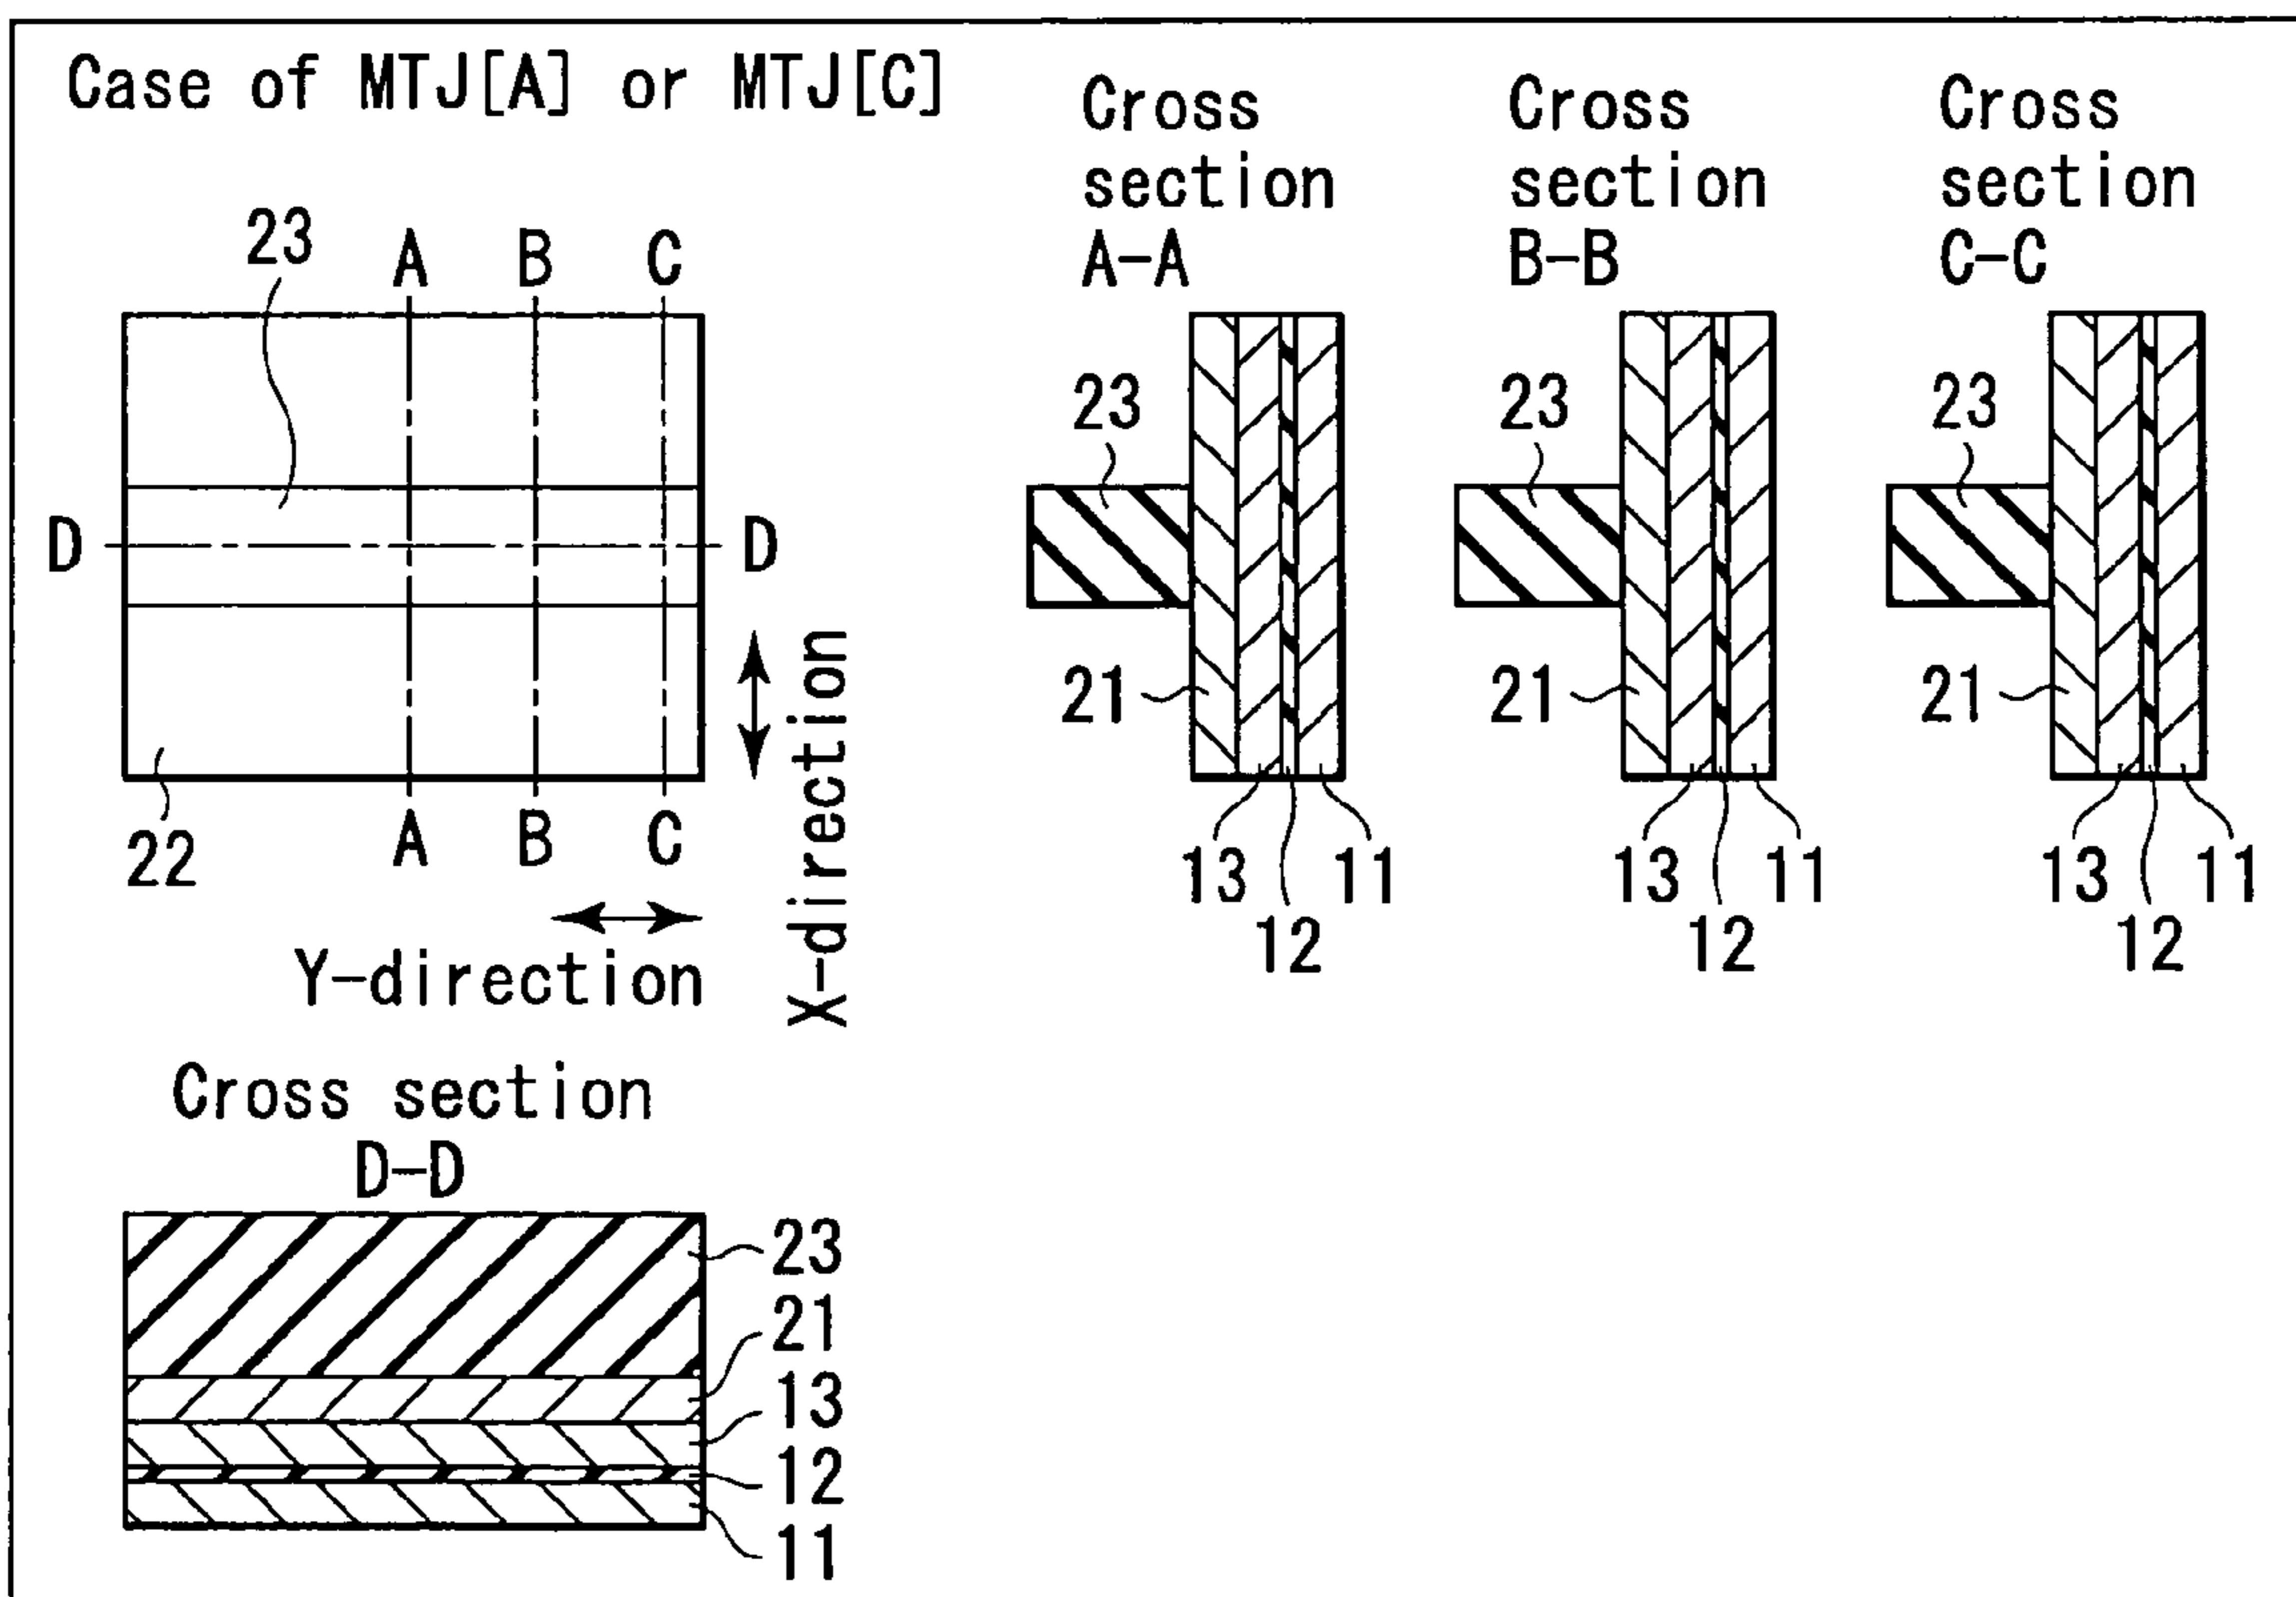 Case of MTJ[A] or MTJ[C]
23
A B C
D D
22
A B C
Y-direction
X-direction
Cross
section
A-A
23
21
13 11
12
Cross
section
B-B
23
21
13 11
12
Cross
section
C-C
23
21
13 11
12
Cross section
D-D
23
21
13
12
11